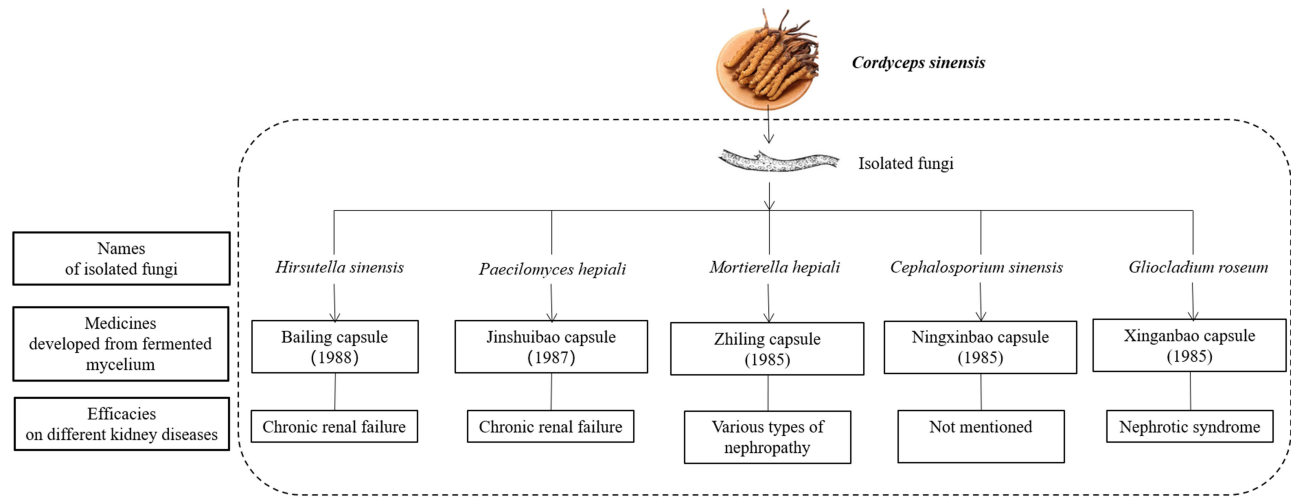 Cordyceps sinensis
Isolated fungi
Names
of isolated fungi
Hirsutella sinensis
Paecilomyces hepiali
Mortierella hepiali
Cephalosporium sinensis
Gliocladium roseum
Medicines
developed from fermented
mycelium
Bailing capsule
(1988)
Jinshuibao capsule
(1987)
Zhiling capsule
(1985)
Ningxinbao capsule
(1985)
Xinganbao capsule
(1985)
Efficacies
on different kidney diseases
Chronic renal failure
Chronic renal failure
Various types of
nephropathy
Not mentioned
Nephrotic syndrome